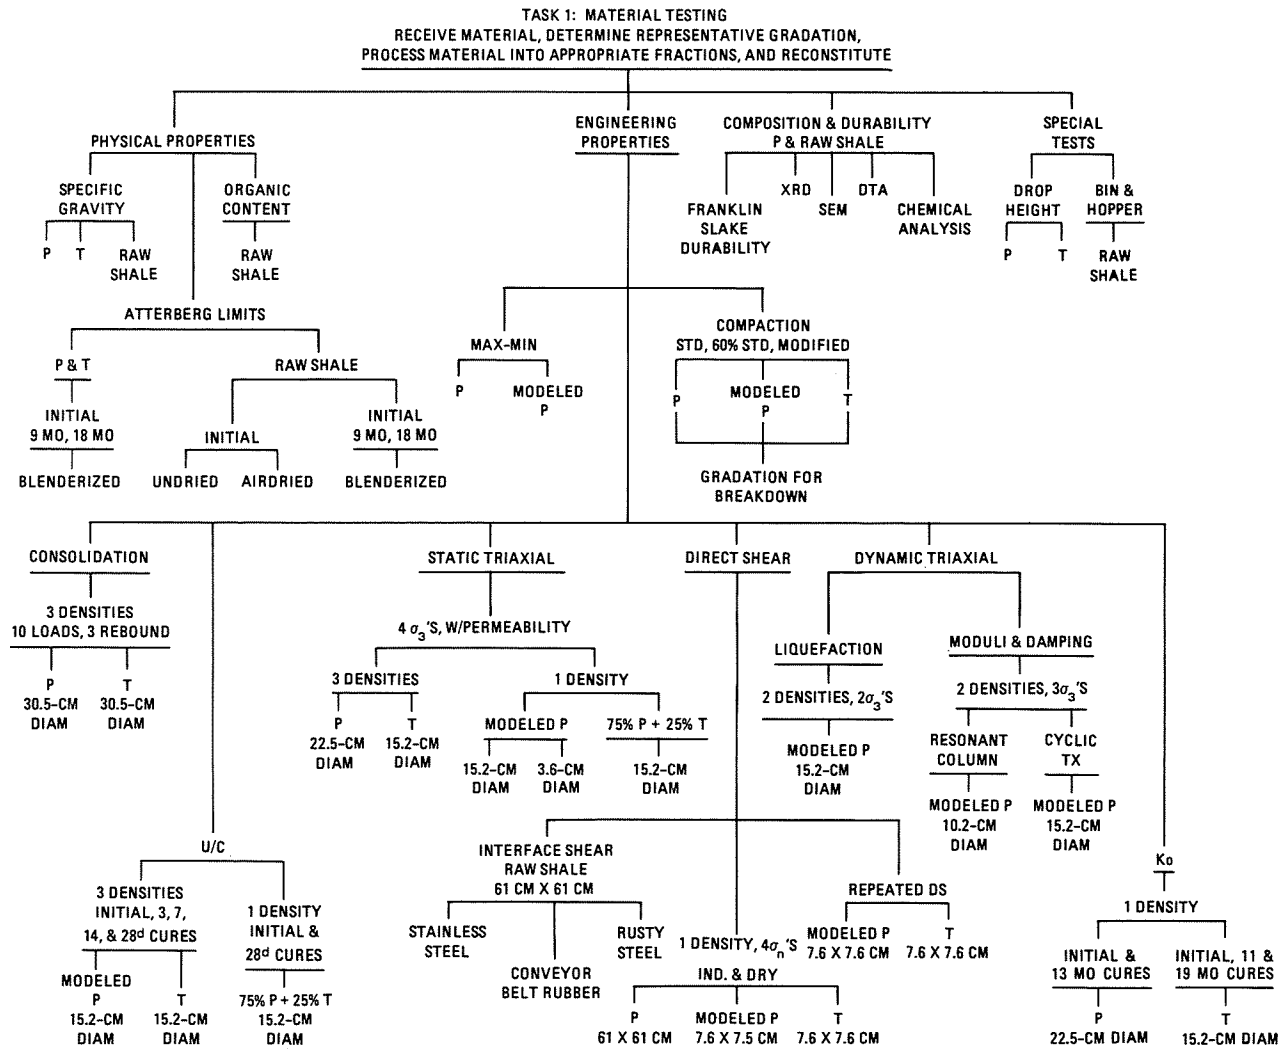 TASK 1: MATERIAL TESTING
RECEIVE MATERIAL, DETERMINE REPRESENTATIVE GRADATION,
PROCESS MATERIAL INTO APPROPRIATE FRACTIONS, AND RECONSTITUTE
PHYSICAL PROPERTIES
SPECIFIC
GRAVITY
P
T
RAW
SHALE
ORGANIC
CONTENT
RAW
SHALE
ATTERBERG LIMITS
P & T
INITIAL
9 MO, 18 MO
BLENDERIZED
RAW SHALE
INITIAL
UNDRIED
AIRDRIED
INITIAL
9 MO, 18 MO
BLENDERIZED
ENGINEERING
PROPERTIES
MAX-MIN
P
MODELED
P
COMPACTION
STD, 60% STD, MODIFIED
P
MODELED
P
T
GRADATION FOR
BREAKDOWN
COMPOSITION & DURABILITY
P & RAW SHALE
FRANKLIN
SLAKE
DURABILITY
XRD
SEM
DTA
CHEMICAL
ANALYSIS
SPECIAL
TESTS
DROP
HEIGHT
P
T
BIN &
HOPPER
RAW
SHALE
CONSOLIDATION
3 DENSITIES
10 LOADS, 3 REBOUND
P
30.5-CM
DIAM
T
30.5-CM
DIAM
U/C
3 DENSITIES
INITIAL, 3, 7,
14, & 28d CURES
MODELED
P
15.2-CM
DIAM
T
15.2-CM
DIAM
1 DENSITY
INITIAL &
28d CURES
75% P + 25% T
15.2-CM
DIAM
STATIC TRIAXIAL
4 σ3'S, W/PERMEABILITY
3 DENSITIES
P
22.5-CM
DIAM
T
15.2-CM
DIAM
1 DENSITY
MODELED P
15.2-CM
DIAM
3.6-CM
DIAM
75% P + 25% T
15.2-CM
DIAM
DIRECT SHEAR
INTERFACE SHEAR
RAW SHALE
61 CM X 61 CM
STAINLESS
STEEL
CONVEYOR
BELT RUBBER
RUSTY
STEEL
1 DENSITY, 4σn'S
IND. & DRY
P
61 X 61 CM
MODELED P
7.6 X 7.5 CM
T
7.6 X 7.6 CM
REPEATED DS
MODELED P
7.6 X 7.6 CM
T
7.6 X 7.6 CM
DYNAMIC TRIAXIAL
LIQUEFACTION
2 DENSITIES, 2σ3'S
MODELED P
15.2-CM
DIAM
MODULI & DAMPING
2 DENSITIES, 3σ3'S
RESONANT
COLUMN
MODELED P
10.2-CM
DIAM
CYCLIC
TX
MODELED P
15.2-CM
DIAM
Ko
1 DENSITY
INITIAL &
13 MO CURES
P
22.5-CM DIAM
INITIAL, 11 &
19 MO CURES
T
15.2-CM DIAM